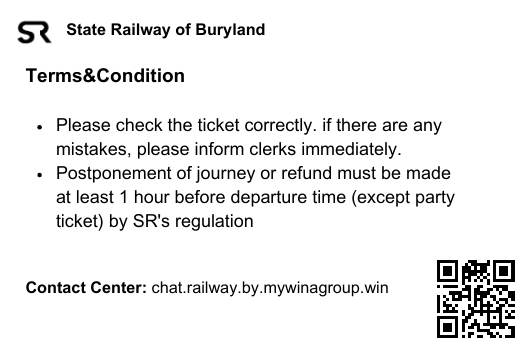 SR State Railway of Buryland
Terms&Condition
• Please check the ticket correctly. if there are any
mistakes, please inform clerks immediately.
• Postponement of journey or refund must be made
at least 1 hour before departure time (except party
ticket) by SR's regulation
Contact Center: chat.railway.by.mywinagroup.win